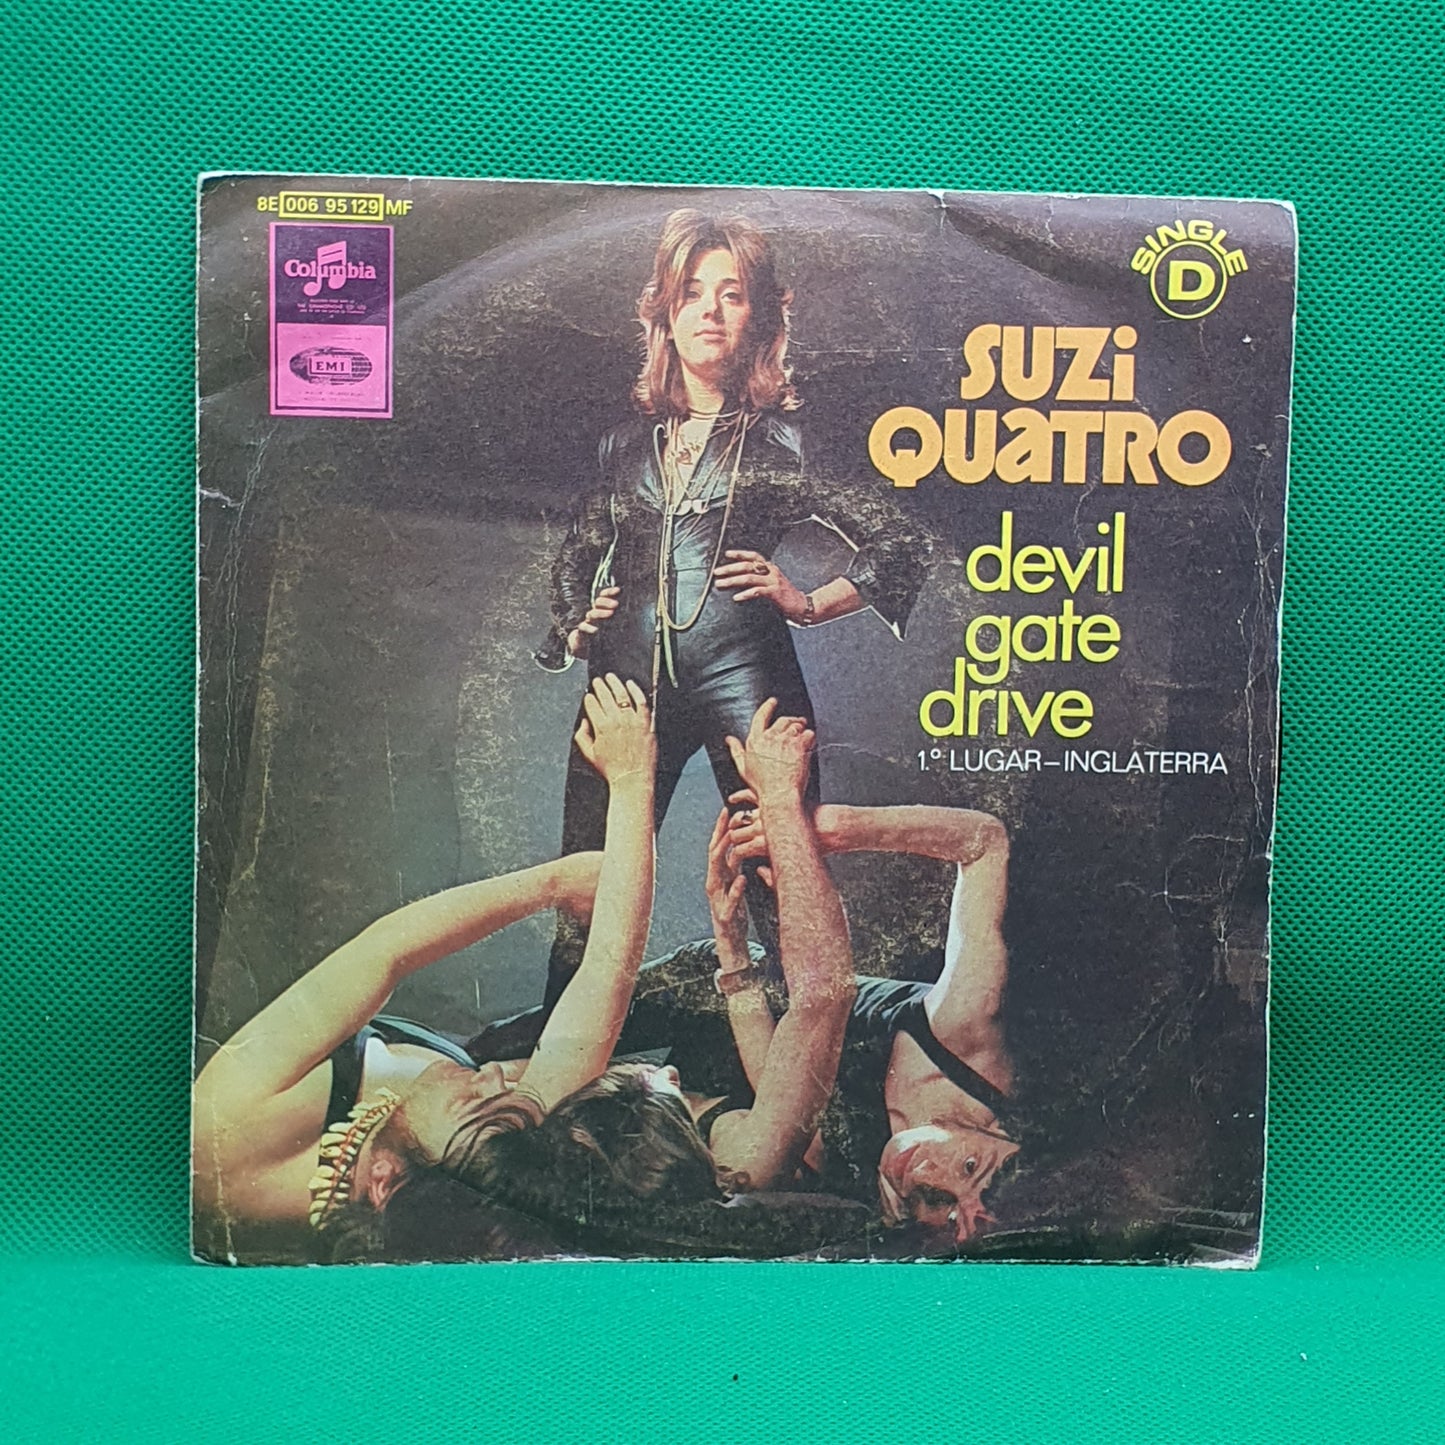 8E 006 95 129 MF
Columbia
EMI
SINGLE
D
SUZi
QUaTRO
devil
gate
drive
1.º LUGAR – INGLATERRA